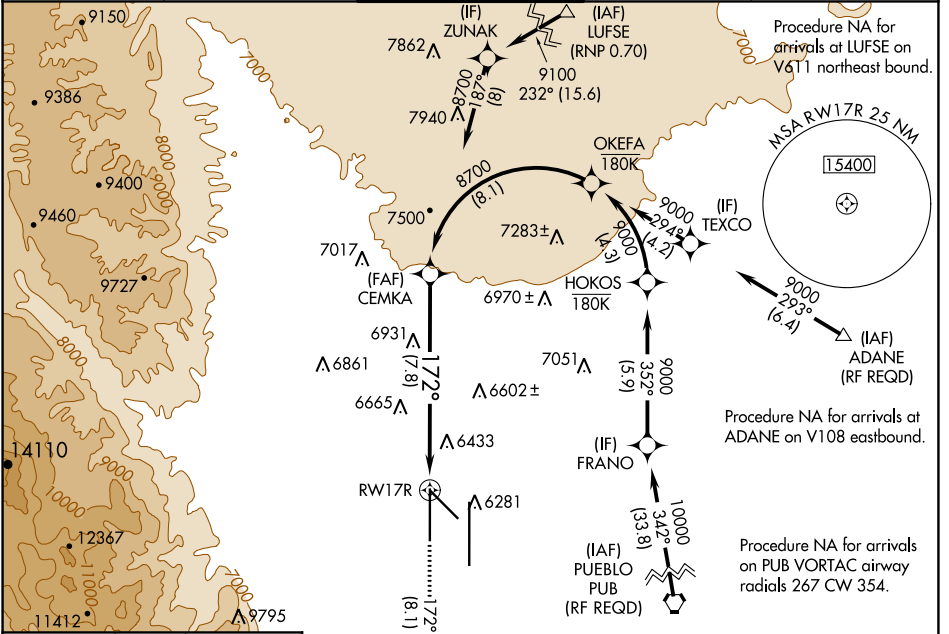 9150
(IF)
ZUNAK
(IAF)
LUFSE
(RNP 0.70)
Procedure NA for
arrivals at LUFSE on
V611 northeast bound.
7000
7862
9100
232° (15.6)
9386
8700
187°
(8)
7940
8000
9000
7000
MSA RW17R 25 NM
15400
OKEFA
180K
8700
(8.1)
9400
9460
7500
9000
294°
(4.2)
(IF)
TEXCO
7283±
9000
(4.3)
7017
9727
(FAF)
CEMKA
6970±
HOKOS
180K
9000
293°
(6.4)
(IAF)
ADANE
(RF REQD)
8000
6931
6861
172°
(7.8)
7051
9000
352°
(5.9)
6665
6602±
Procedure NA for arrivals at
ADANE on V108 eastbound.
14110
9000
6433
(IF)
FRANO
RW17R
6281
10000
10000
342°
(33.8)
12367
(IAF)
PUEBLO
PUB
(RF REQD)
Procedure NA for arrivals
on PUB VORTAC airway
radials 267 CW 354.
11000
11412
7000
9795
172°
(8.1)